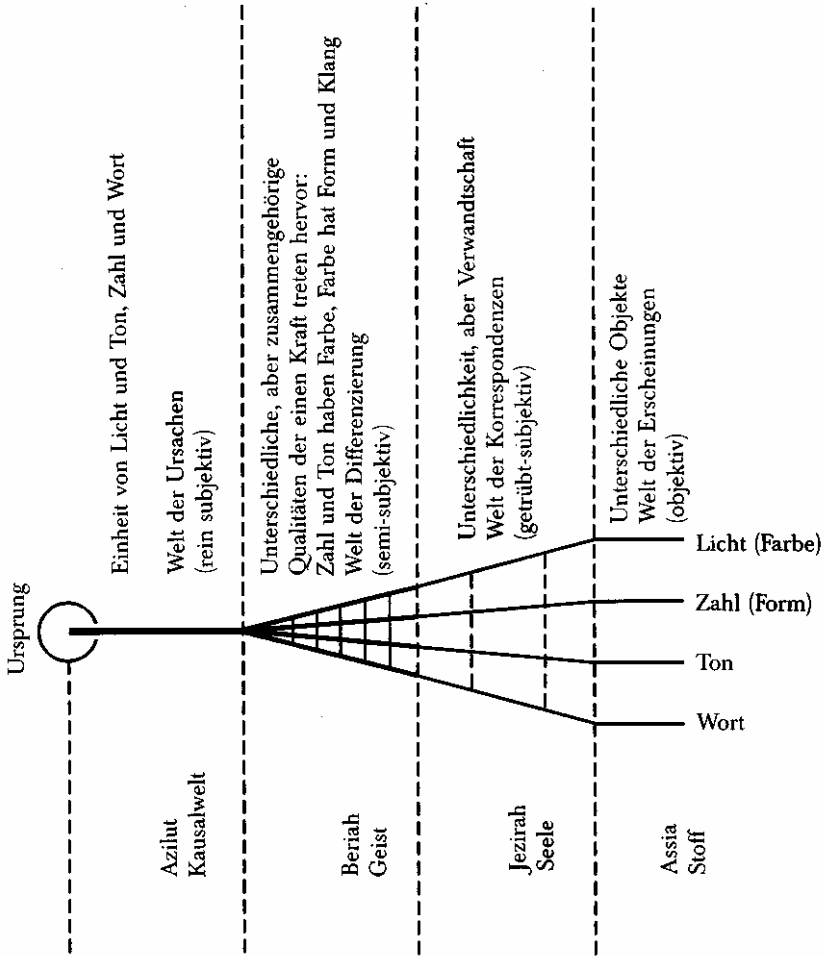 Ursprung
Einheit von Licht und Ton, Zahl und Wort
Welt der Ursachen
(rein subjektiv)
Azilut
Kausalwelt
Unterschiedliche, aber zusammengehörige
Qualitäten der einen Kraft treten hervor:
Zahl und Ton haben Farbe, Farbe hat Form und Klang
Welt der Differenzierung
(semi-subjektiv)
Beriah
Geist
Unterschiedlichkeit, aber Verwandtschaft
Welt der Korrespondenzen
(getrübt-subjektiv)
Jezirah
Seele
Unterschiedliche Objekte
Welt der Erscheinungen
(objektiv)
Assia
Stoff
Licht (Farbe)
Zahl (Form)
Ton
Wort